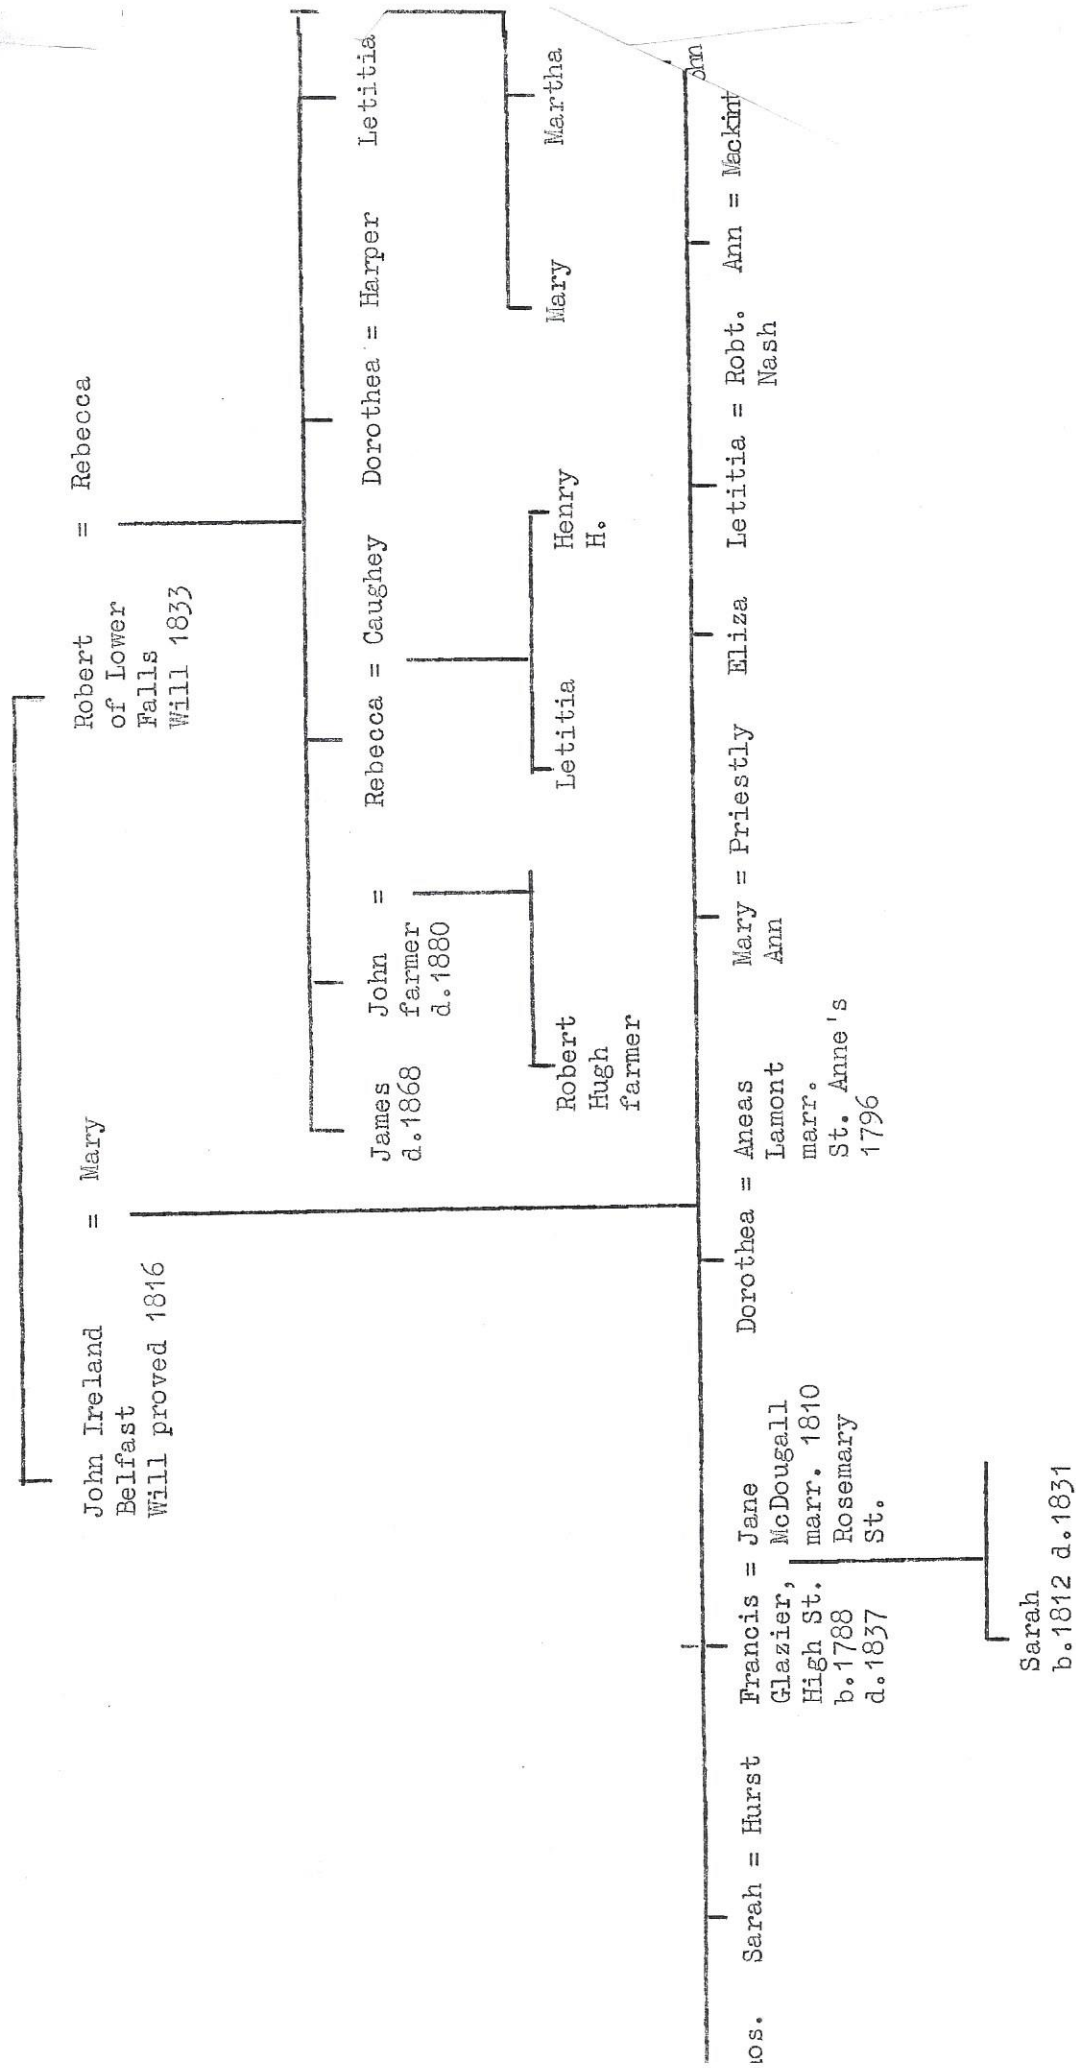 John Ireland = Mary
Belfast
Will proved 1816
Robert = Rebecca
of Lower
Falls
Will 1833
James
d.1868
John =
farmer
d.1880
Rebecca = Caughey
Dorothea = Harper
Letitia
Robert
Hugh
farmer
Letitia
Henry
H.
Mary
Martha
os.
Sarah = Hurst
Francis = Jane
Glazier, McDougall
High St. marr. 1810
b.1788 Rosemary
d.1837 St.
Dorothea = Aneas
Lamont
marr.
St. Anne's
1796
Mary = Priestly
Ann
Eliza
Letitia = Robt.
Nash
Ann = Mackint
ohn
Sarah
b.1812 d.1831